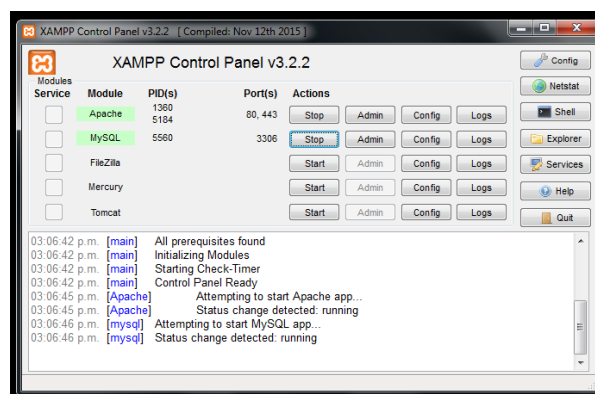 XAMPP Control Panel v3.2.2 [ Compiled: Nov 12th 2015 ]
XAMPP Control Panel v3.2.2
Config
Modules
Service Module PID(s) Port(s) Actions
Netstat
Apache 1360 5184 80, 443 Stop Admin Config Logs
Shell
MySQL 5560 3306 Stop Admin Config Logs
Explorer
FileZilla Start Admin Config Logs
Services
Mercury Start Admin Config Logs
Help
Tomcat Start Admin Config Logs
Quit
03:06:42 p.m. [main] All prerequisites found
03:06:42 p.m. [main] Initializing Modules
03:06:42 p.m. [main] Starting Check-Timer
03:06:42 p.m. [main] Control Panel Ready
03:06:45 p.m. [Apache] Attempting to start Apache app...
03:06:45 p.m. [Apache] Status change detected: running
03:06:46 p.m. [mysql] Attempting to start MySQL app...
03:06:46 p.m. [mysql] Status change detected: running